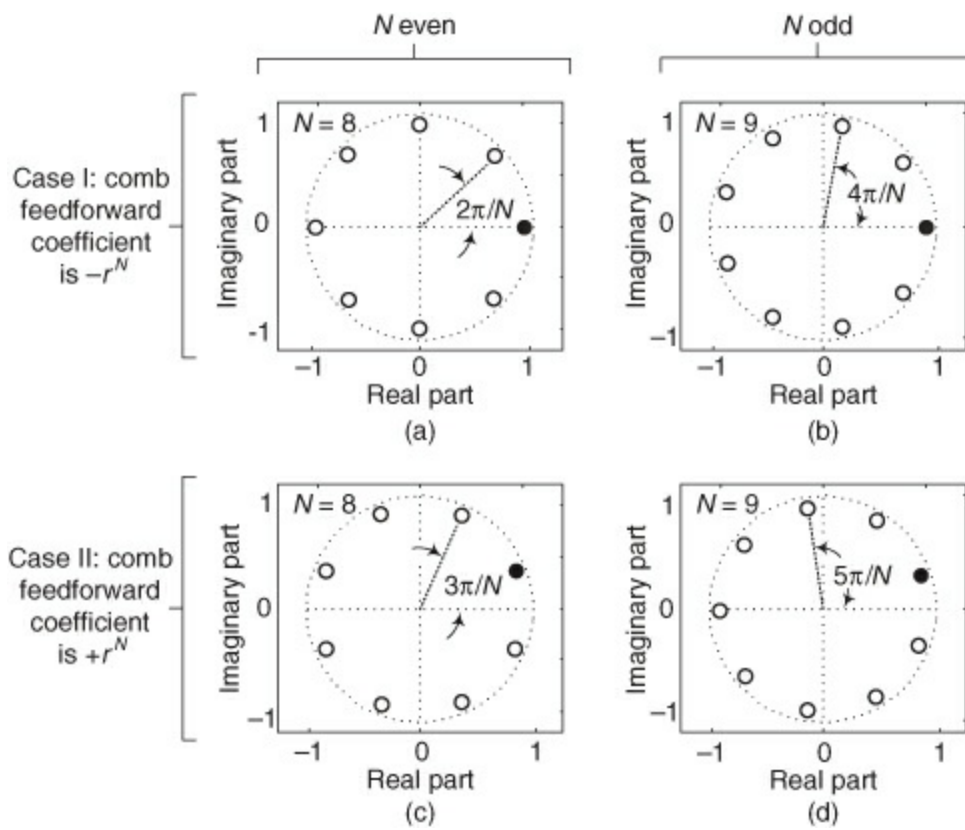 N even
N odd
Case I: comb
feedforward
coefficient
is –r^N
Imaginary part
1
0
-1
N = 8
2π/N
–1
0
1
Real part
(a)
Imaginary part
1
0
–1
N = 9
4π/N
–1
0
1
Real part
(b)
Case II: comb
feedforward
coefficient
is +r^N
Imaginary part
1
0
–1
N = 8
3π/N
–1
0
1
Real part
(c)
Imaginary part
1
0
–1
N = 9
5π/N
–1
0
1
Real part
(d)